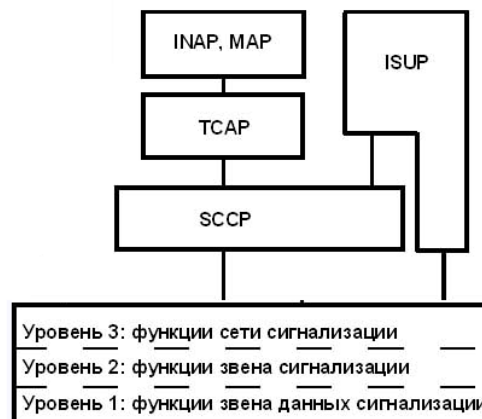 INAP, MAP
ISUP
TCAP
SCCP
Уровень 3: функции сети сигнализации
Уровень 2: функции звена сигнализации
Уровень 1: функции звена данных сигнализации